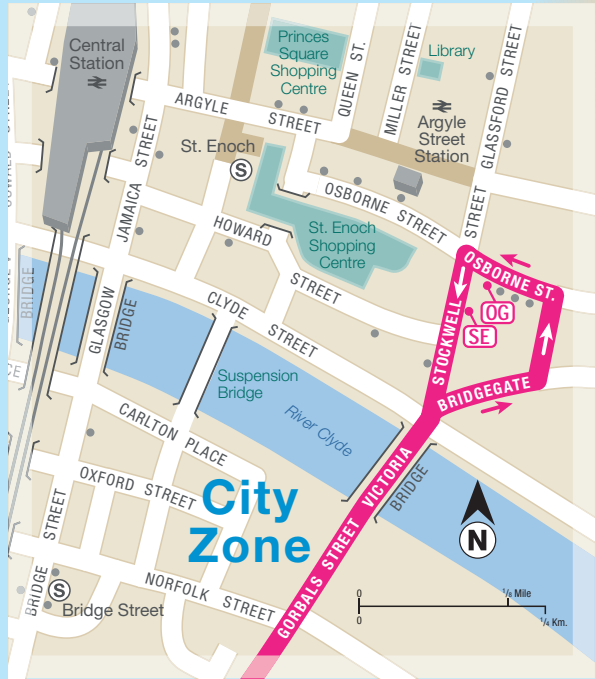 Central
Station
Princes
Square
Shopping
Centre
QUEEN ST.
MILLER STREET
Library
GLASSFORD STREET
ARGYLE STREET
Argyle
Street
Station
St. Enoch
S
JAMAICA STREET
OSBORNE STREET
STREET
HOWARD STREET
St. Enoch
Shopping
Centre
OSBORNE ST.
OG
SE
STOCKWELL
BRIDGEGATE
BRIDGE
GLASGOW BRIDGE
CLYDE STREET
Suspension
Bridge
River Clyde
VICTORIA BRIDGE
CARLTON PLACE
OXFORD STREET
City
Zone
N
BRIDGE STREET
S
Bridge Street
NORFOLK STREET
GORBALS STREET
0
1/8 Mile
0
1/4 Km.